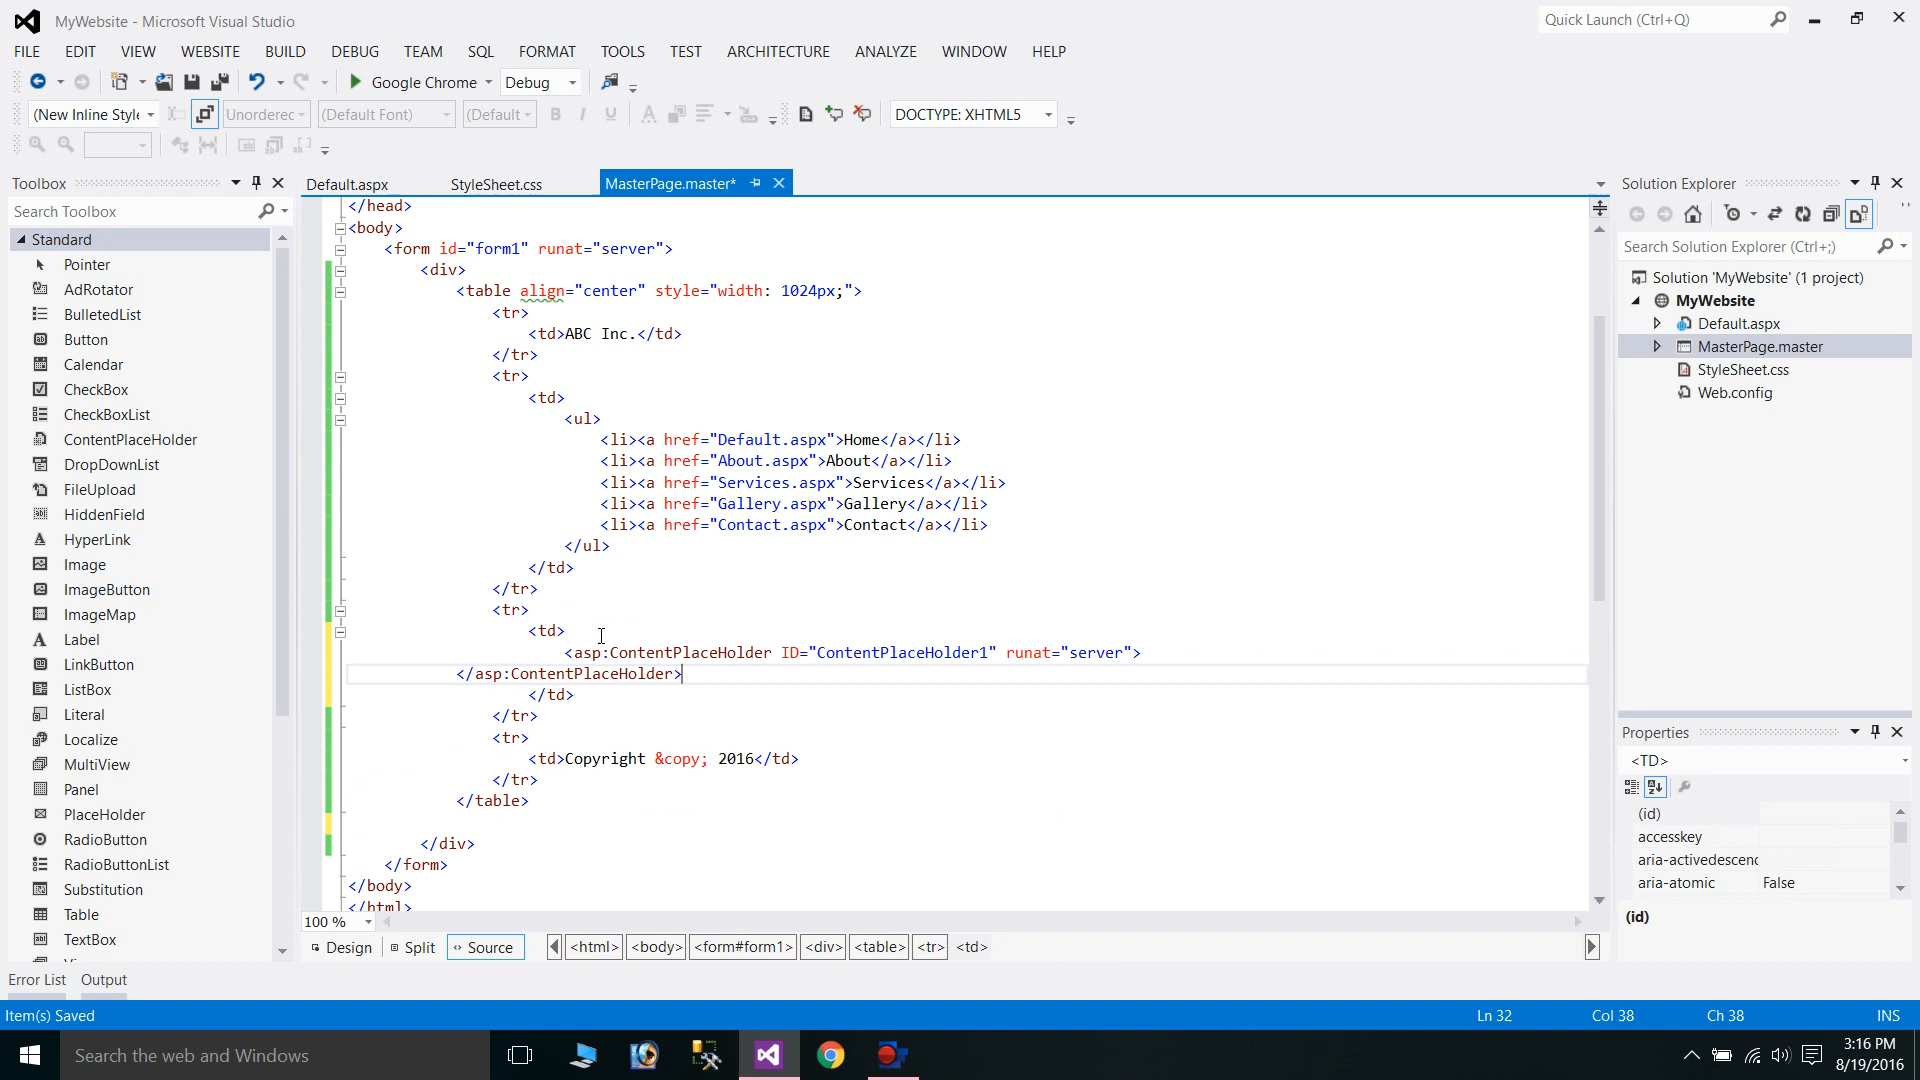 MyWebsite - Microsoft Visual Studio
Quick Launch (Ctrl+Q)
FILE EDIT VIEW WEBSITE BUILD DEBUG TEAM SQL FORMAT TOOLS TEST ARCHITECTURE ANALYZE WINDOW HELP
Google Chrome Debug
(New Inline Style Unorderec (Default Font) (Default DOCTYPE: XHTML5
Toolbox
Search Toolbox
Standard
Pointer
AdRotator
BulletedList
Button
Calendar
CheckBox
CheckBoxList
ContentPlaceHolder
DropDownList
FileUpload
HiddenField
HyperLink
Image
ImageButton
ImageMap
Label
LinkButton
ListBox
Literal
Localize
MultiView
Panel
PlaceHolder
RadioButton
RadioButtonList
Substitution
Table
TextBox
Default.aspx StyleSheet.css MasterPage.master*
</head>
<body>
<form id="form1" runat="server">
<div>
<table align="center" style="width: 1024px;">
<tr>
<td>ABC Inc.</td>
</tr>
<tr>
<td>
<ul>
<li><a href="Default.aspx">Home</a></li>
<li><a href="About.aspx">About</a></li>
<li><a href="Services.aspx">Services</a></li>
<li><a href="Gallery.aspx">Gallery</a></li>
<li><a href="Contact.aspx">Contact</a></li>
</ul>
</td>
</tr>
<tr>
<td>
<asp:ContentPlaceHolder ID="ContentPlaceHolder1" runat="server">
</asp:ContentPlaceHolder>
</td>
</tr>
<tr>
<td>Copyright &copy; 2016</td>
</tr>
</table>
</div>
</form>
</body>
</html>
100 %
Design Split Source <html> <body> <form#form1> <div> <table> <tr> <td>
Solution Explorer
Search Solution Explorer (Ctrl+;)
Solution 'MyWebsite' (1 project)
MyWebsite
Default.aspx
MasterPage.master
StyleSheet.css
Web.config
Properties
<TD>
(id)
accesskey
aria-activedescenc
aria-atomic False
(id)
Error List Output
Item(s) Saved Ln 32 Col 38 Ch 38 INS
Search the web and Windows
3:16 PM
8/19/2016